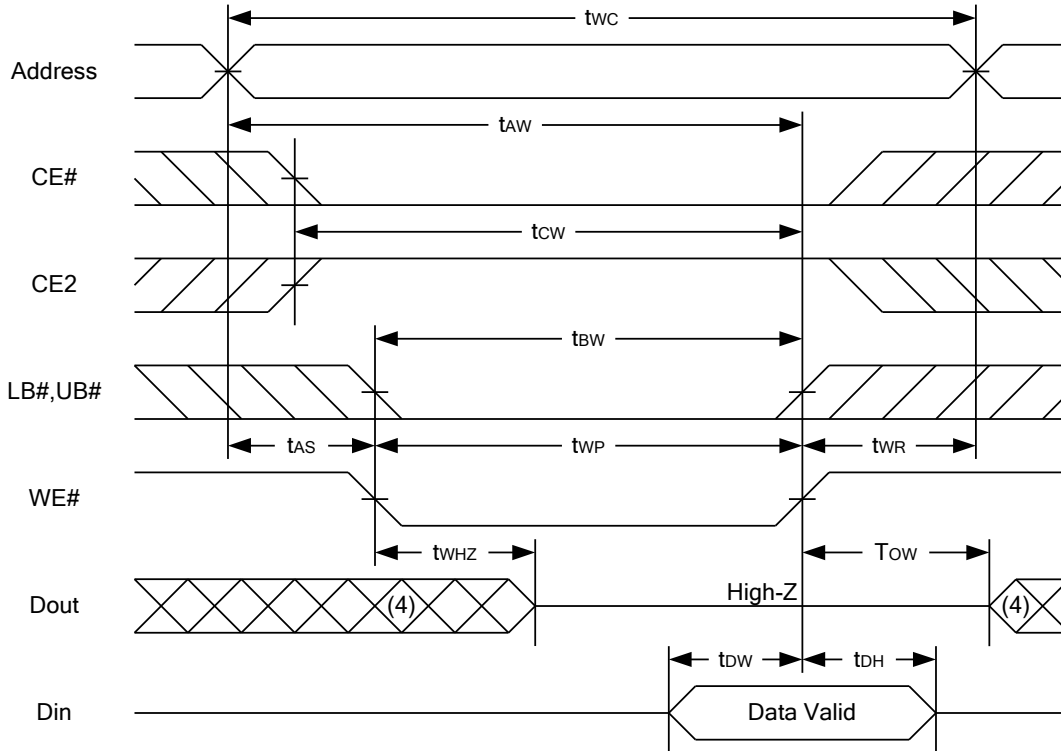 tWC
Address
tAW
CE#
tCW
CE2
tBW
LB#,UB#
tAS
tWP
tWR
WE#
tWHZ
TOW
Dout
(4)
High-Z
(4)
tDW
tDH
Din
Data Valid